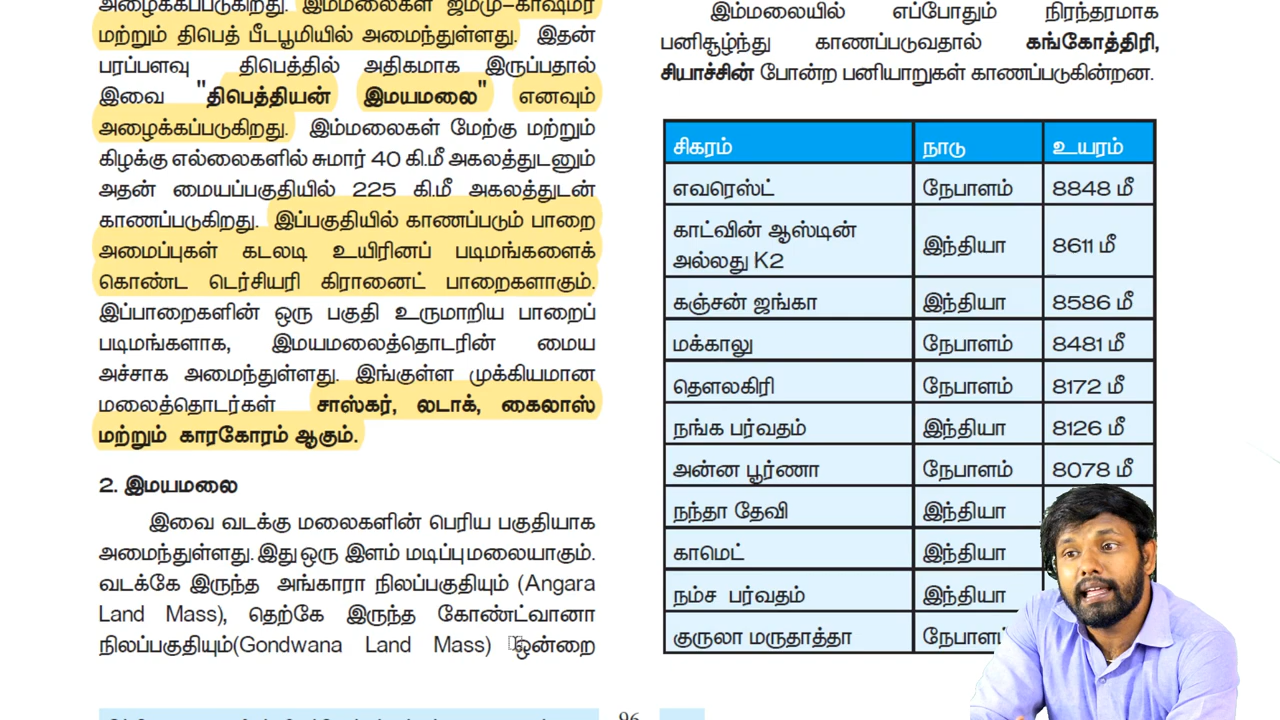 அழைக்கப்படுகிறது. இம்மலைகள் ஜம்மு–காஷ்மீர்
மற்றும் திபெத் பீடபூமியில் அமைந்துள்ளது. இதன்
பரப்பளவு திபெத்தில் அதிகமாக இருப்பதால்
இவை "திபெத்தியன் இமயமலை" எனவும்
அழைக்கப்படுகிறது. இம்மலைகள் மேற்கு மற்றும்
கிழக்கு எல்லைகளில் சுமார் 40 கி.மீ அகலத்துடனும்
அதன் மையப்பகுதியில் 225 கி.மீ அகலத்துடன்
காணப்படுகிறது. இப்பகுதியில் காணப்படும் பாறை
அமைப்புகள் கடலடி உயிரினப் படிமங்களைக்
கொண்ட டெர்சியரி கிரானைட் பாறைகளாகும்.
இப்பாறைகளின் ஒரு பகுதி உருமாறிய பாறைப்
படிமங்களாக, இமயமலைத்தொடரின் மைய
அச்சாக அமைந்துள்ளது. இங்குள்ள முக்கியமான
மலைத்தொடர்கள் சாஸ்கர், லடாக், கைலாஸ்
மற்றும் காரகோரம் ஆகும்.
2. இமயமலை
இவை வடக்கு மலைகளின் பெரிய பகுதியாக
அமைந்துள்ளது. இது ஒரு இளம் மடிப்பு மலையாகும்.
வடக்கே இருந்த அங்காரா நிலப்பகுதியும் (Angara
Land Mass), தெற்கே இருந்த கோண்ட்வானா
நிலப்பகுதியும்(Gondwana Land Mass) ஒன்றை
இம்மலையில் எப்போதும் நிரந்தரமாக
பனிசூழ்ந்து காணப்படுவதால் கங்கோத்திரி,
சியாச்சின் போன்ற பனியாறுகள் காணப்படுகின்றன.
சிகரம் நாடு உயரம்
எவரெஸ்ட் நேபாளம் 8848 மீ
காட்வின் ஆஸ்டின்
அல்லது K2 இந்தியா 8611 மீ
கஞ்சன் ஜங்கா இந்தியா 8586 மீ
மக்காலு நேபாளம் 8481 மீ
தெளலகிரி நேபாளம் 8172 மீ
நங்க பர்வதம் இந்தியா 8126 மீ
அன்ன பூர்ணா நேபாளம் 8078 மீ
நந்தா தேவி இந்தியா
காமெட் இந்தியா
நம்ச பர்வதம் இந்தியா
குருலா மருதாத்தா
96